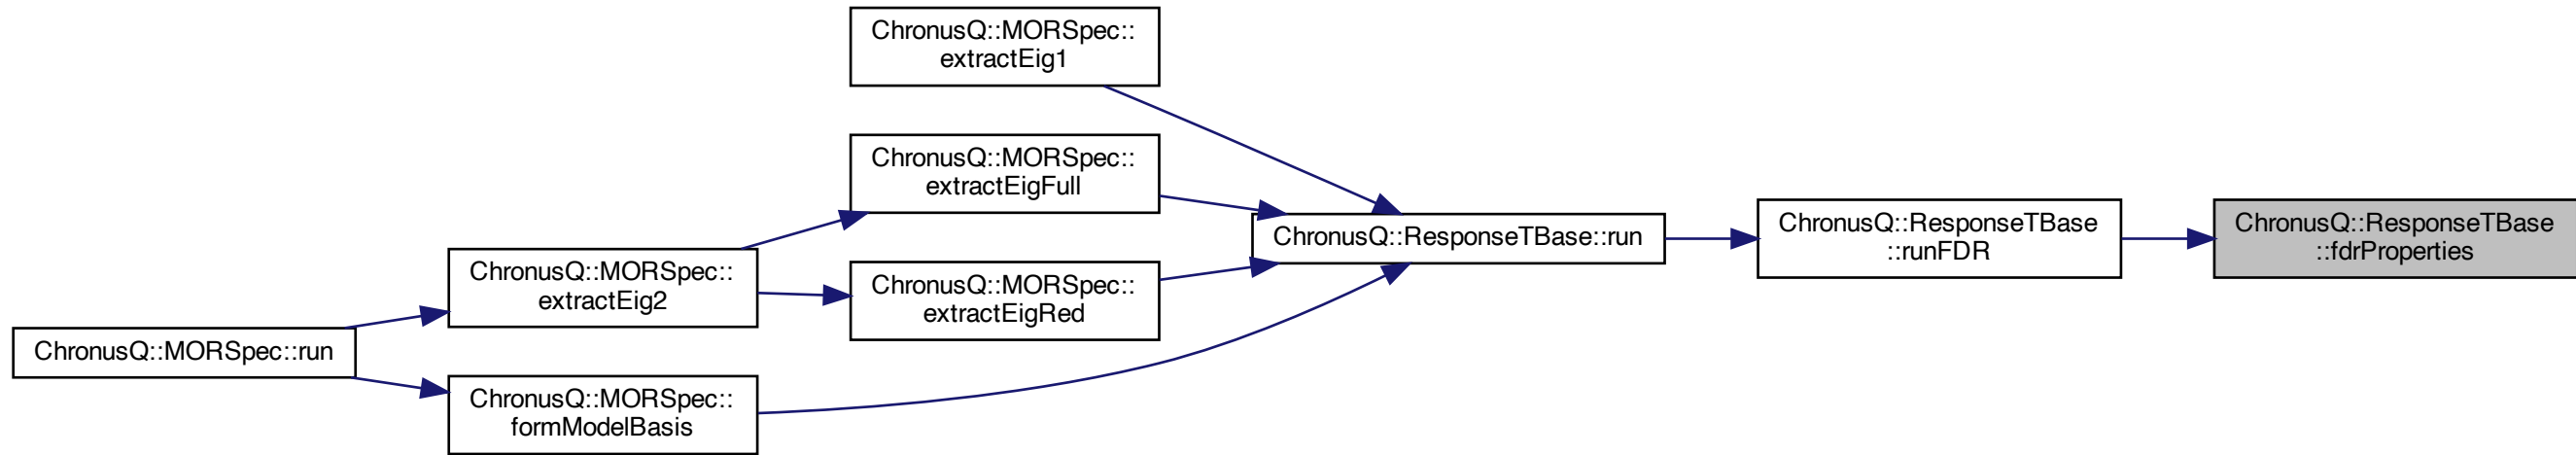 ChronusQ::MORSpec::run
ChronusQ::MORSpec::
extractEig2
ChronusQ::MORSpec::
formModelBasis
ChronusQ::MORSpec::
extractEig1
ChronusQ::MORSpec::
extractEigFull
ChronusQ::MORSpec::
extractEigRed
ChronusQ::ResponseTBase::run
ChronusQ::ResponseTBase
::runFDR
ChronusQ::ResponseTBase
::fdrProperties